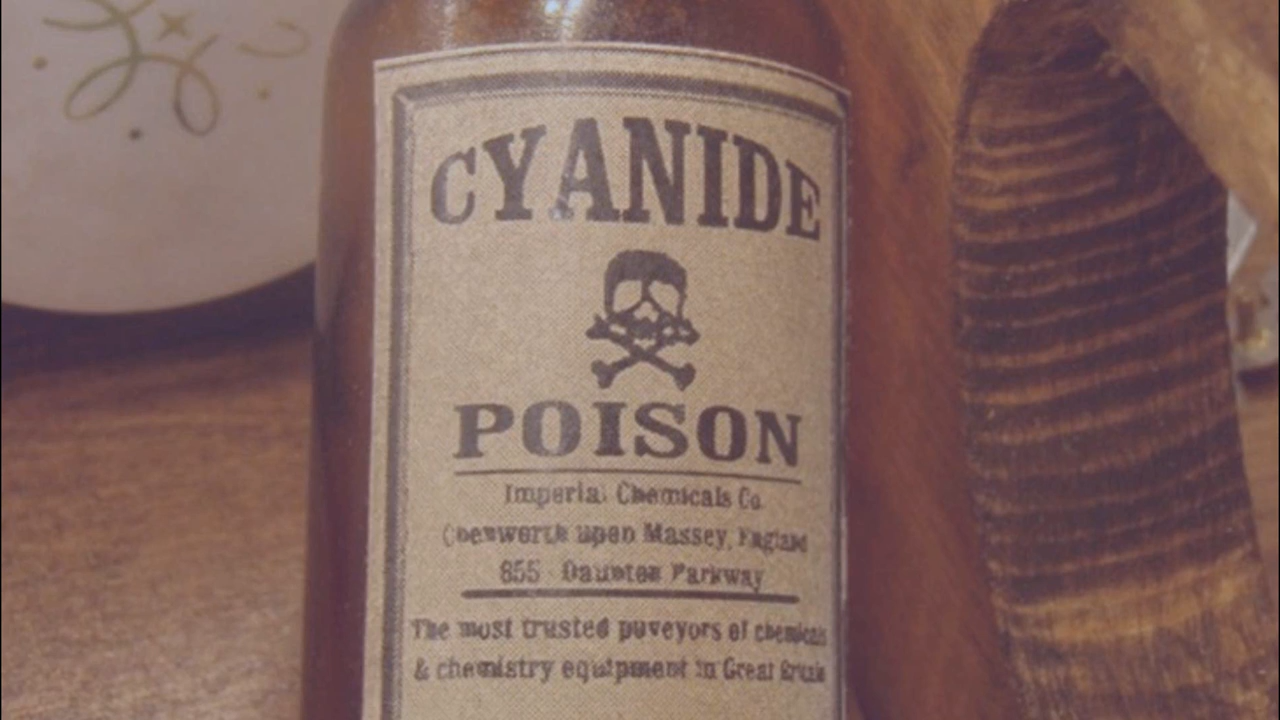 CYANIDE
POISON
Imperial Chemicals Co.
upon Massey, England
855 Parkway
The most trusted puveyors of chemicals
& chemistry equipment in Great